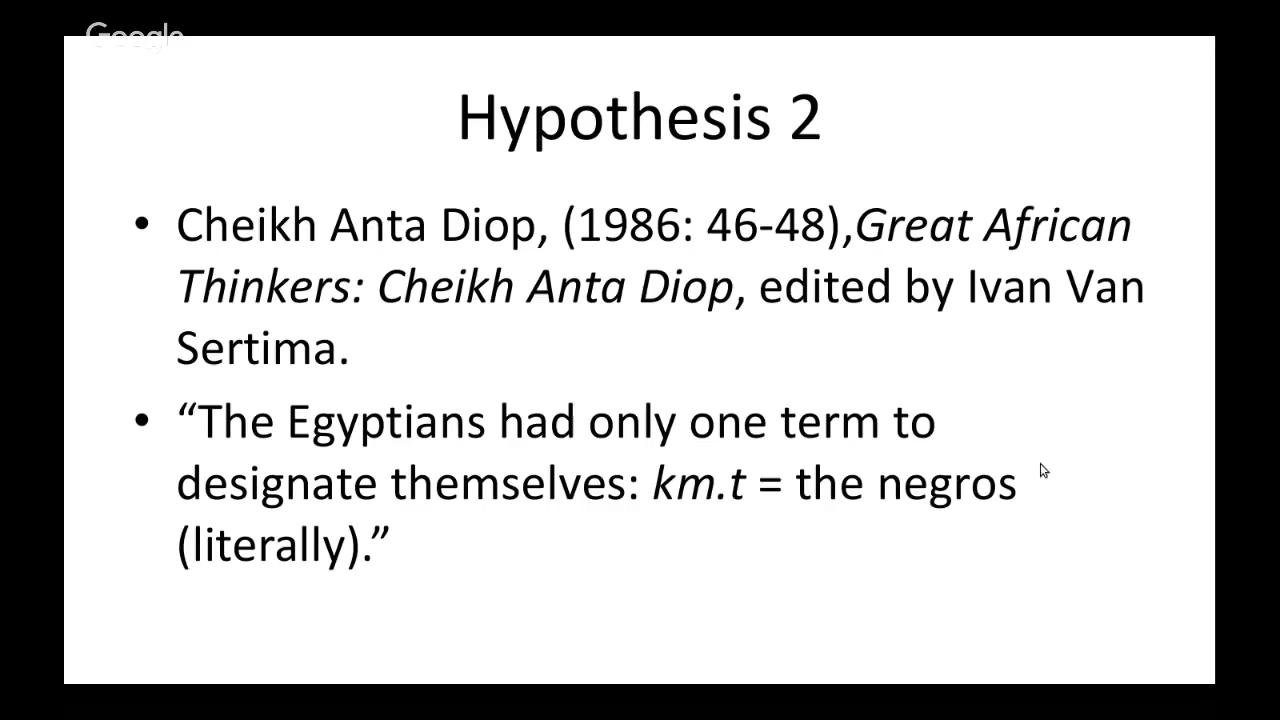 Google
Hypothesis 2
• Cheikh Anta Diop, (1986: 46-48),Great African
Thinkers: Cheikh Anta Diop, edited by Ivan Van
Sertima.
• “The Egyptians had only one term to
designate themselves: km.t = the negros
(literally).”